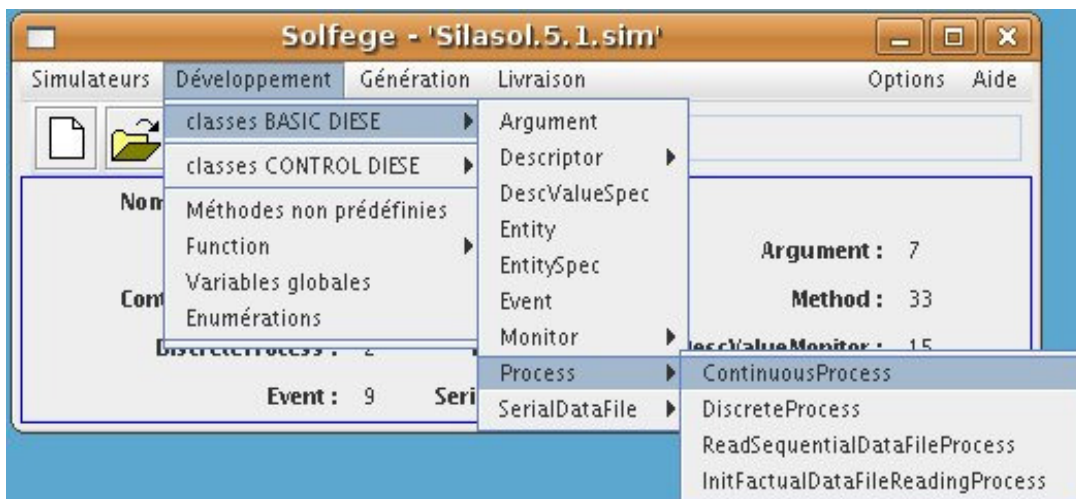 Solfege - 'Silasol.5.1.sim'
Simulateurs Développement Génération Livraison Options Aide
classes BASIC DIESE
classes CONTROL DIESE
Méthodes non prédéfinies
Function
Variables globales
Enumérations
Argument
Descriptor
DescValueSpec
Entity
EntitySpec
Event
Monitor
Process
SerialDataFile
ContinuousProcess
DiscreteProcess
ReadSequentialDataFileProcess
InitFactualDataFileReadingProcess
Argument : 7
Method : 33
15
Event : 9